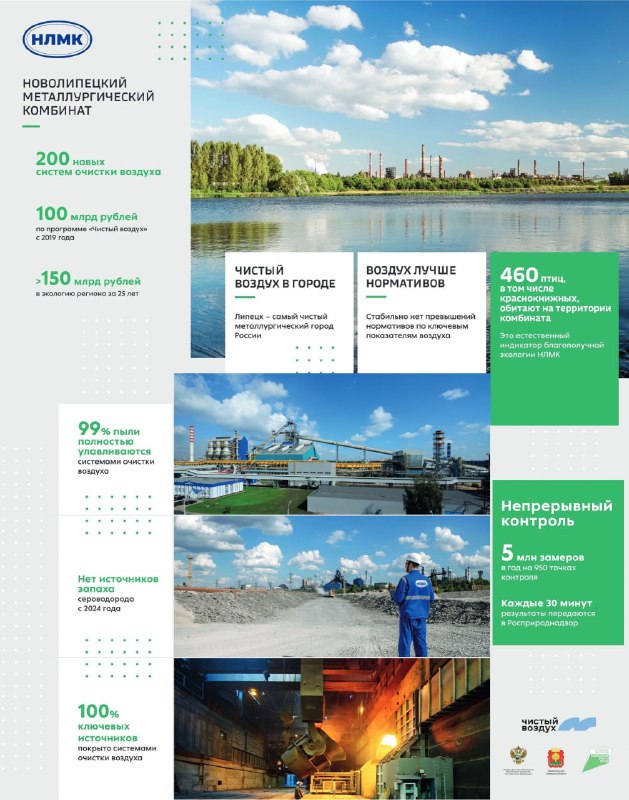 НЛМК
НОВОЛИПЕЦКИЙ
МЕТАЛЛУРГИЧЕСКИЙ
КОМБИНАТ
200 новых
систем очистки воздуха
100 млрд рублей
по программе «Чистый воздух»
с 2019 года
>150 млрд рублей
в экологию региона за 25 лет
ЧИСТЫЙ
ВОЗДУХ В ГОРОДЕ
Липецк – самый чистый
металлургический город
России
ВОЗДУХ ЛУЧШЕ
НОРМАТИВОВ
Стабильно нет превышений
нормативов по ключевым
показателям воздуха
460 птиц,
в том числе
краснокнижных,
обитают на территории
комбината
Это естественный
индикатор благополучной
экологии НЛМК
99% пыли
полностью
улавливаются
системами очистки
воздуха
Нет источников
запаха
сероводорода
с 2024 года
100%
ключевых
источников
покрыто системами
очистки воздуха
Непрерывный
контроль
5 млн замеров
в год на 950 точках
контроля
Каждые 30 минут
результаты передаются
в Росприроднадзор
чистый
воздух